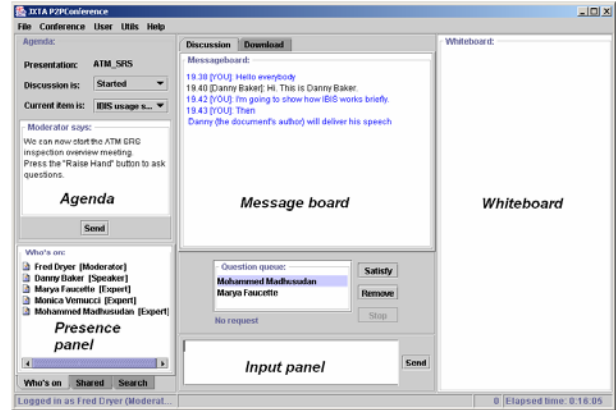 JXTA P2PConference
File Conference User Utils Help
Agenda:
Presentation: ATM_SRS
Discussion is: Started
Current item is: IBIS usage s...
Moderator says:
We can now start the ATM SRS
inspection overview meeting.
Press the "Raise Hand" button to ask
questions.
Agenda
Send
Who's on:
Fred Dryer [Moderator]
Danny Baker [Speaker]
Marya Faucette [Expert]
Monica Vernucci [Expert]
Mohammed Madhusudan [Expert]
Presence
panel
Who's on Shared Search
Discussion Download
Messageboard:
19.38 [YOU]: Hello everybody
19.40 [Danny Baker]: Hi. This is Danny Baker.
19.42 [YOU]: I'm going to show how IBIS works briefly.
19.43 [YOU]: Then
Danny (the document's author) will deliver his speech
Message board
Question queue:
Mohammed Madhusudan
Marya Faucette
No request
Satisfy
Remove
Stop
Input panel
Send
Whiteboard:
Whiteboard
Logged in as Fred Dryer (Moderat...
0 Elapsed time: 0:16:05